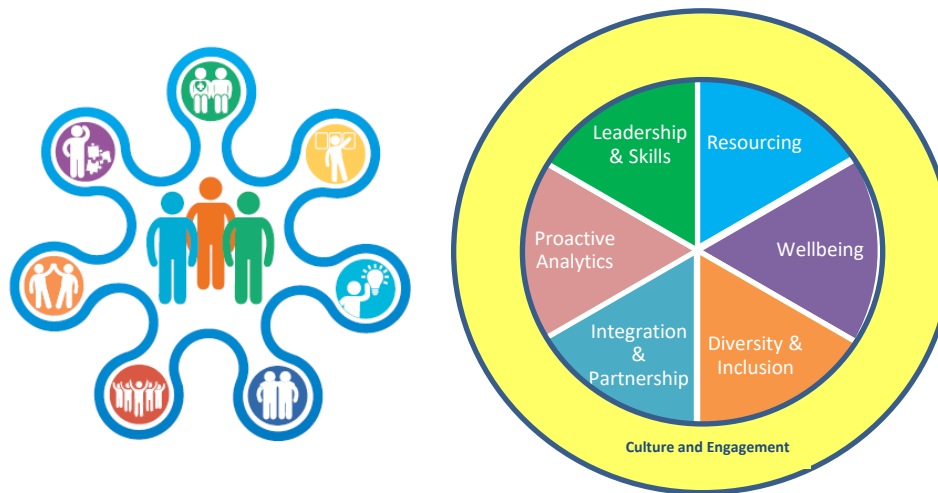 Leadership
& Skills
Resourcing
Proactive
Analytics
Wellbeing
Integration
&
Partnership
Diversity &
Inclusion
Culture and Engagement